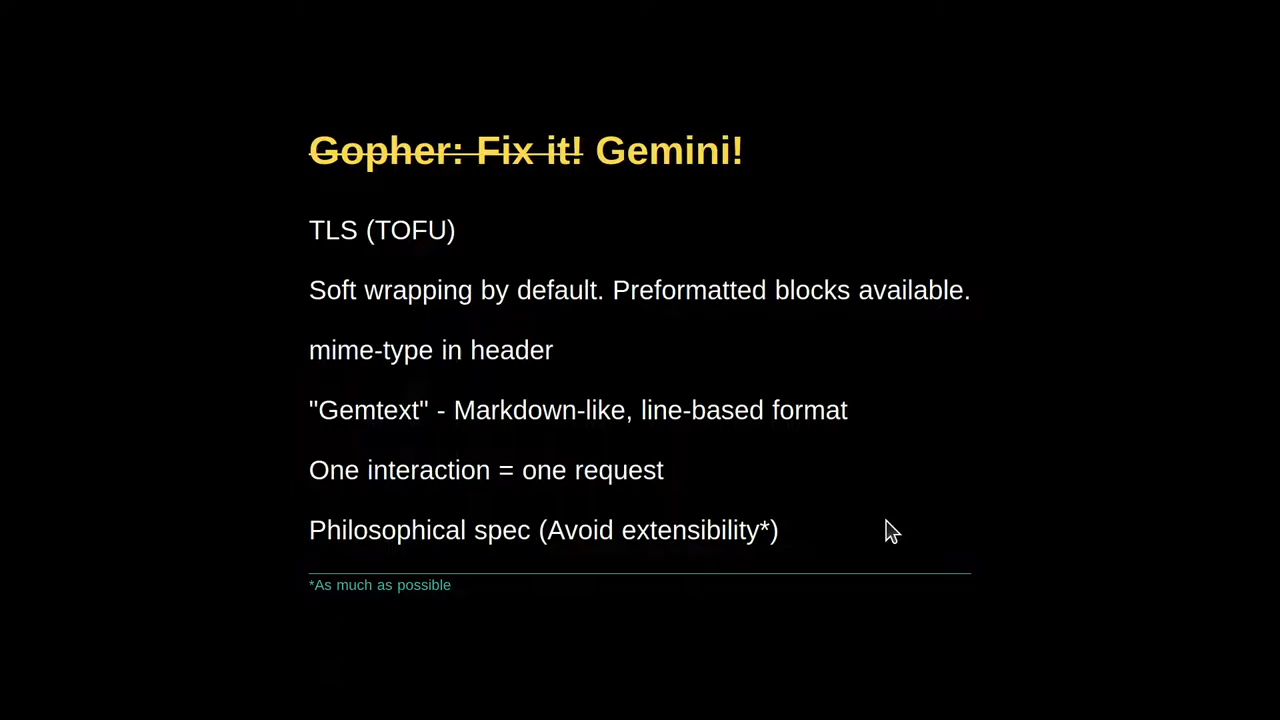 Gopher: Fix it! Gemini!
TLS (TOFU)
Soft wrapping by default. Preformatted blocks available.
mime-type in header
"Gemtext" - Markdown-like, line-based format
One interaction = one request
Philosophical spec (Avoid extensibility*)
*As much as possible